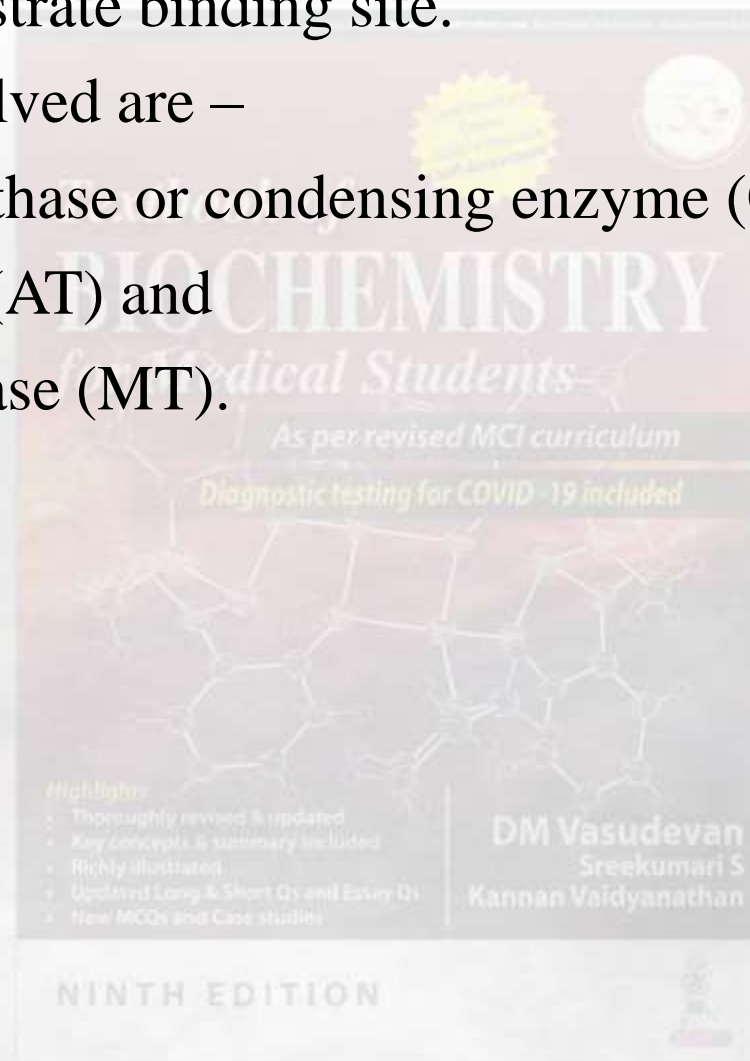 strate binding site.
lved are –
thase or condensing enzyme (
(AT) and
ase (MT).
BIOCHEMISTRY
for Medical Students
As per revised MCI curriculum
Diagnostic testing for COVID -19 included
Highlights
• Thoroughly revised & updated
• Key concepts & summary included
• Richly illustrated
• Updated Long & Short Qs and Essay Qs
• New MCQs and Case studies
DM Vasudevan
Sreekumari S
Kannan Vaidyanathan
NINTH EDITION